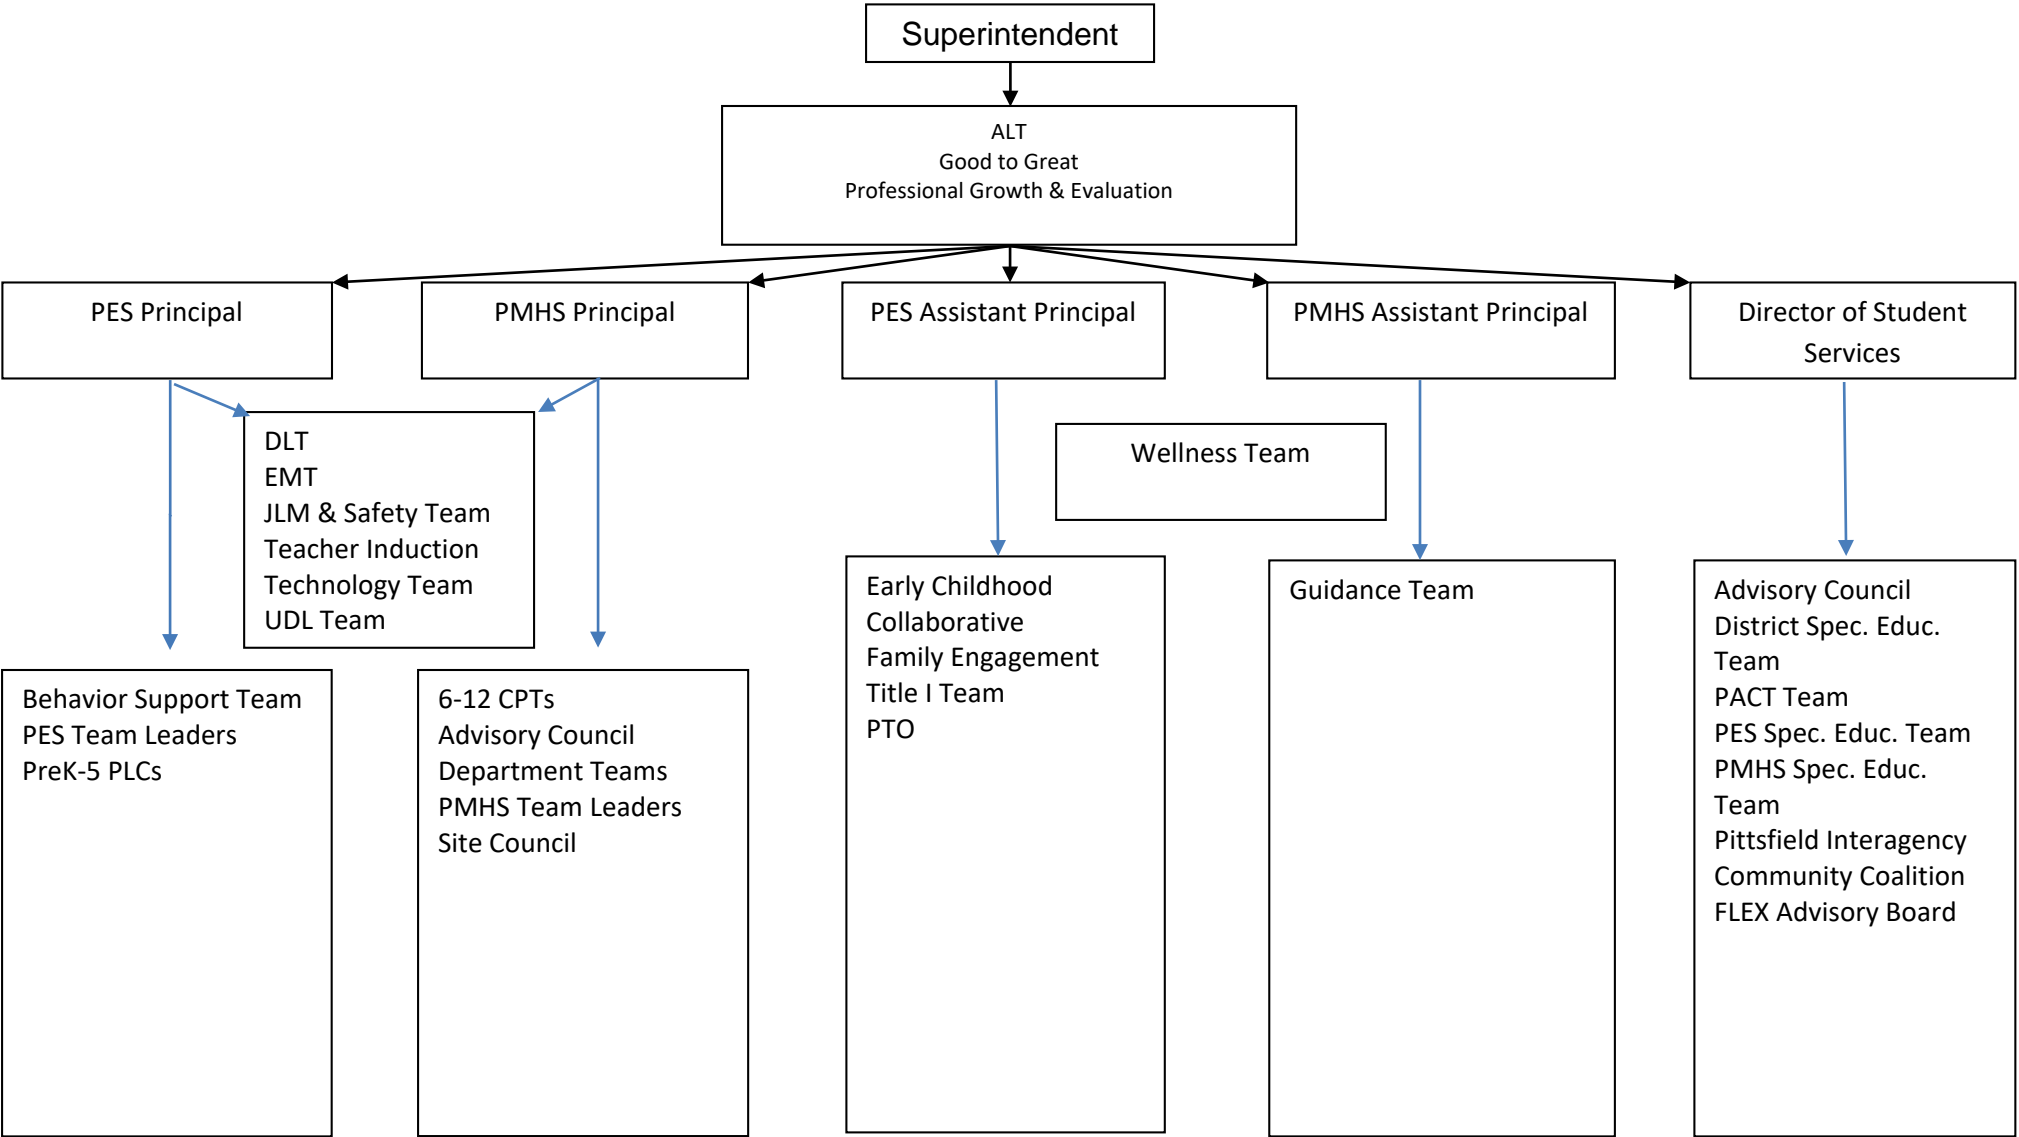 Superintendent
ALT
Good to Great
Professional Growth & Evaluation
PES Principal
PMHS Principal
PES Assistant Principal
PMHS Assistant Principal
Director of Student
Services
DLT
EMT
JLM & Safety Team
Teacher Induction
Technology Team
UDL Team
Wellness Team
Behavior Support Team
PES Team Leaders
PreK-5 PLCs
6-12 CPTs
Advisory Council
Department Teams
PMHS Team Leaders
Site Council
Early Childhood
Collaborative
Family Engagement
Title I Team
PTO
Guidance Team
Advisory Council
District Spec. Educ.
Team
PACT Team
PES Spec. Educ. Team
PMHS Spec. Educ.
Team
Pittsfield Interagency
Community Coalition
FLEX Advisory Board